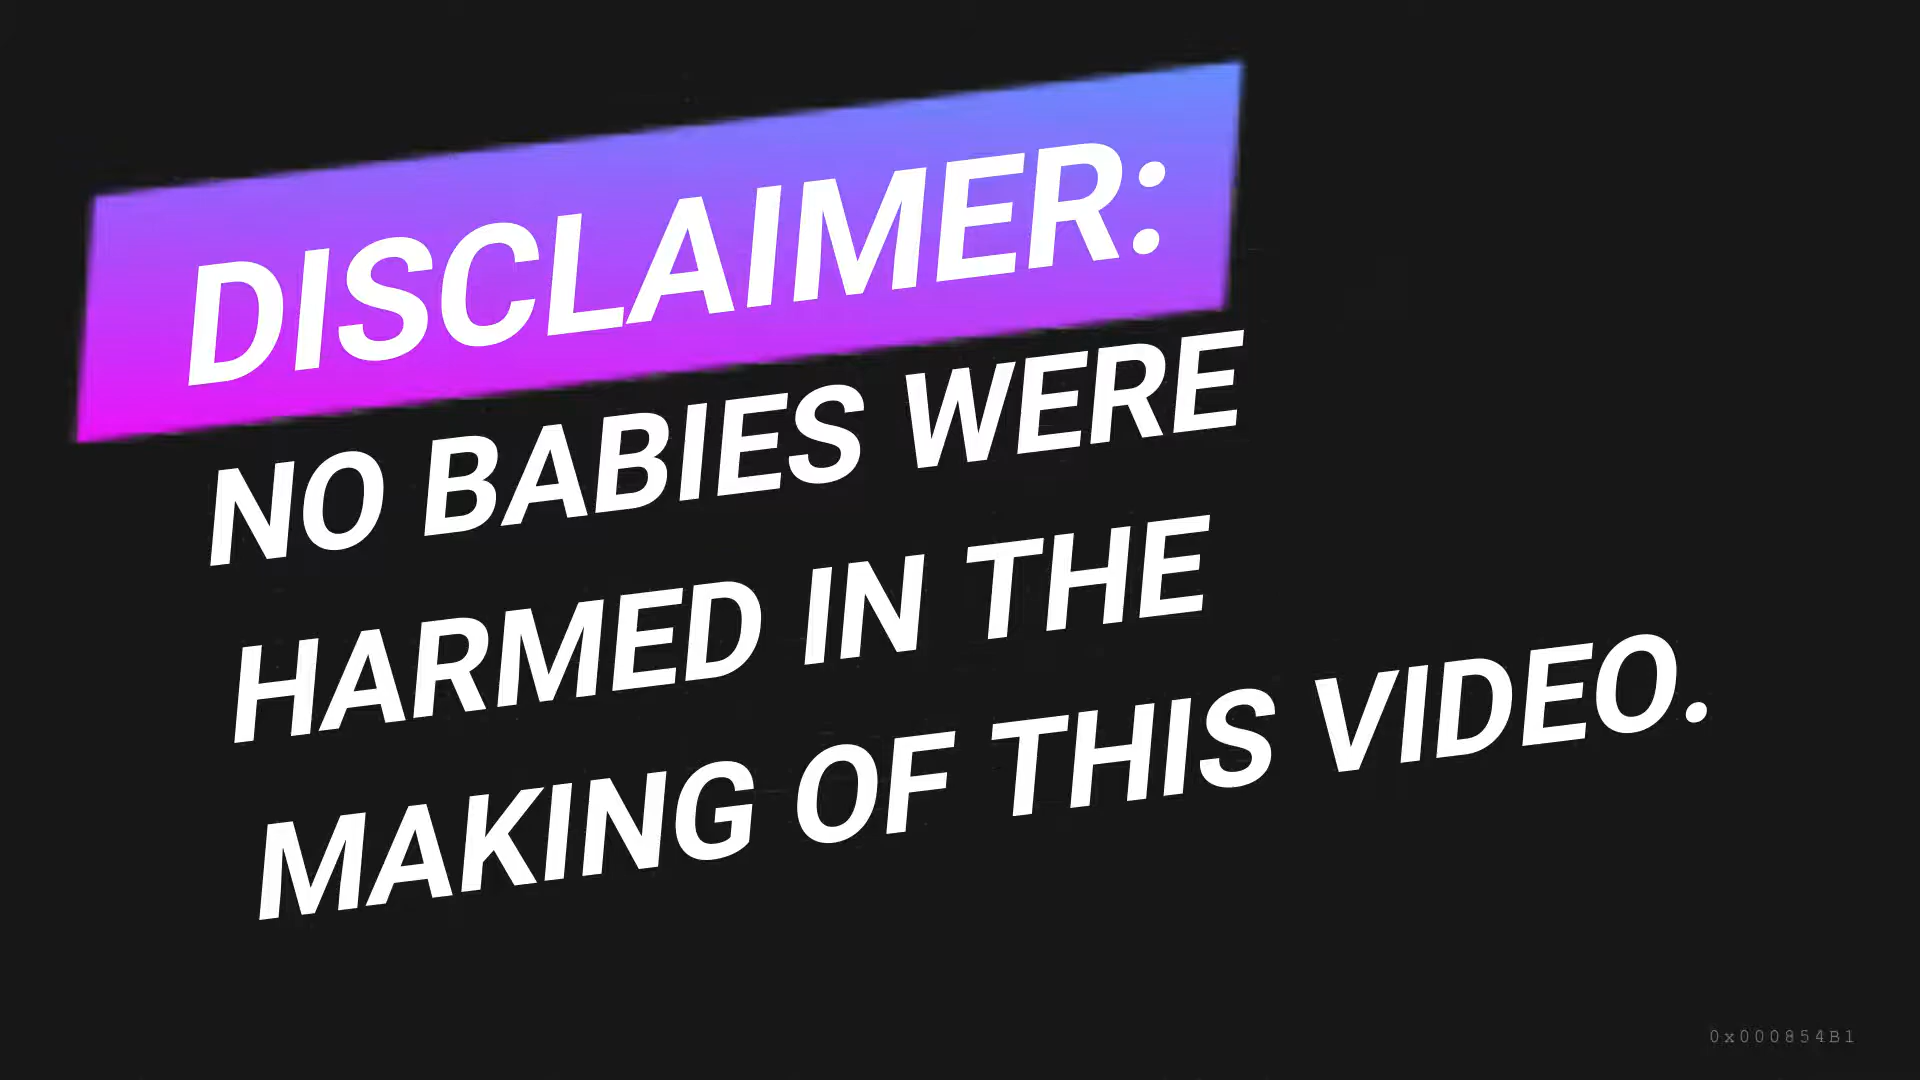 DISCLAIMER:
NO BABIES WERE
HARMED IN THE
MAKING OF THIS VIDEO.
0x000854B1